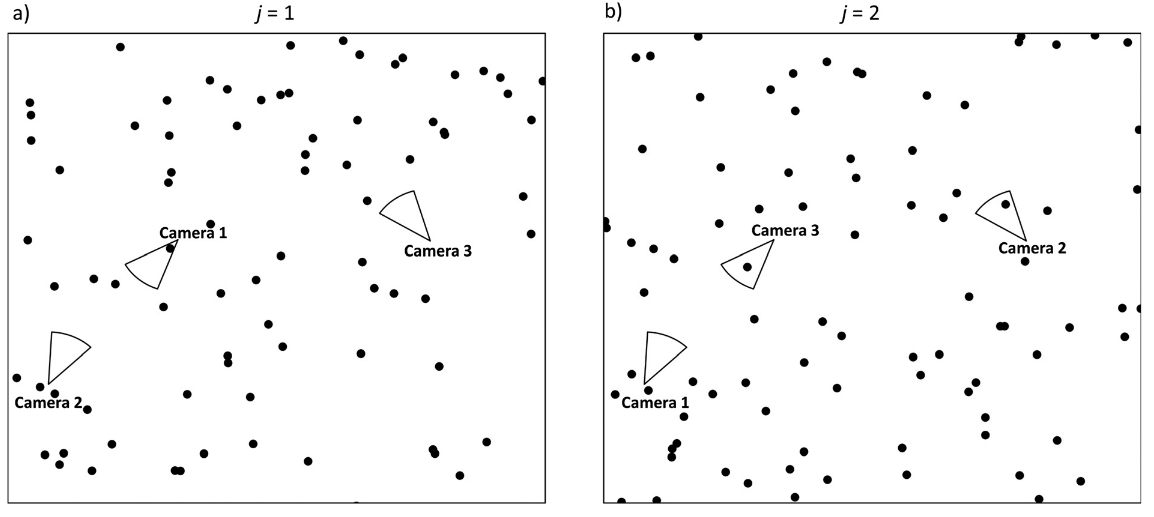 a)
j = 1
Camera 1
Camera 3
Camera 2
b)
j = 2
Camera 3
Camera 2
Camera 1